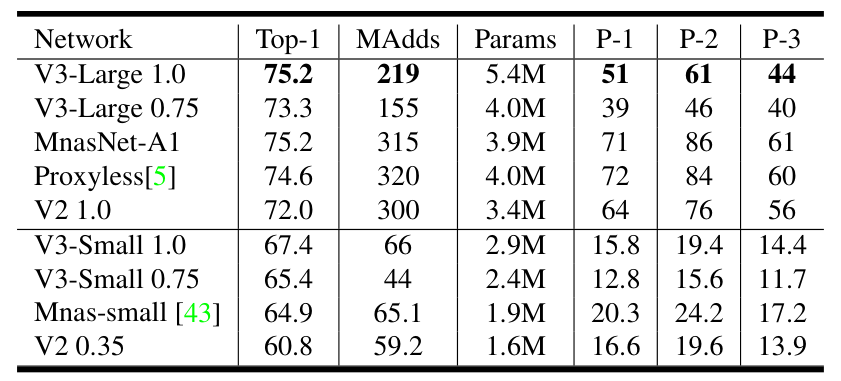 Network Top-1 MAdds Params P-1 P-2 P-3
V3-Large 1.0 75.2 219 5.4M 51 61 44
V3-Large 0.75 73.3 155 4.0M 39 46 40
MnasNet-A1 75.2 315 3.9M 71 86 61
Proxyless[5] 74.6 320 4.0M 72 84 60
V2 1.0 72.0 300 3.4M 64 76 56
V3-Small 1.0 67.4 66 2.9M 15.8 19.4 14.4
V3-Small 0.75 65.4 44 2.4M 12.8 15.6 11.7
Mnas-small [43] 64.9 65.1 1.9M 20.3 24.2 17.2
V2 0.35 60.8 59.2 1.6M 16.6 19.6 13.9